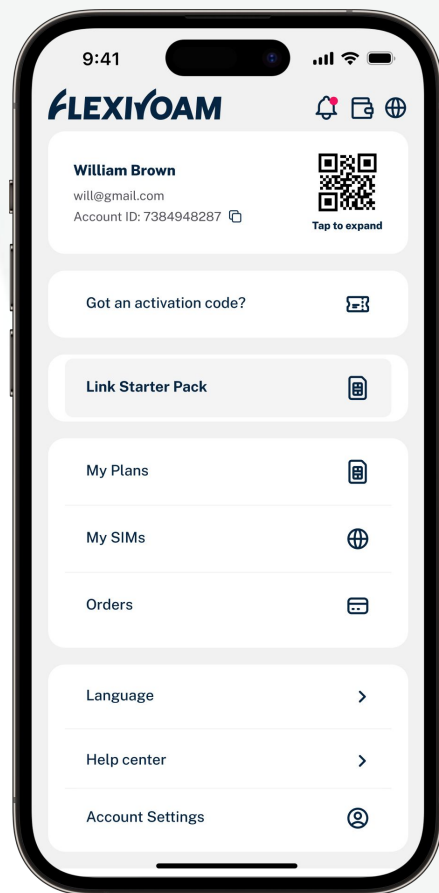 9:41
FLEXIROAM
William Brown
will@gmail.com
Account ID: 7384948287
Tap to expand
Got an activation code?
Link Starter Pack
My Plans
My SIMs
Orders
Language
Help center
Account Settings